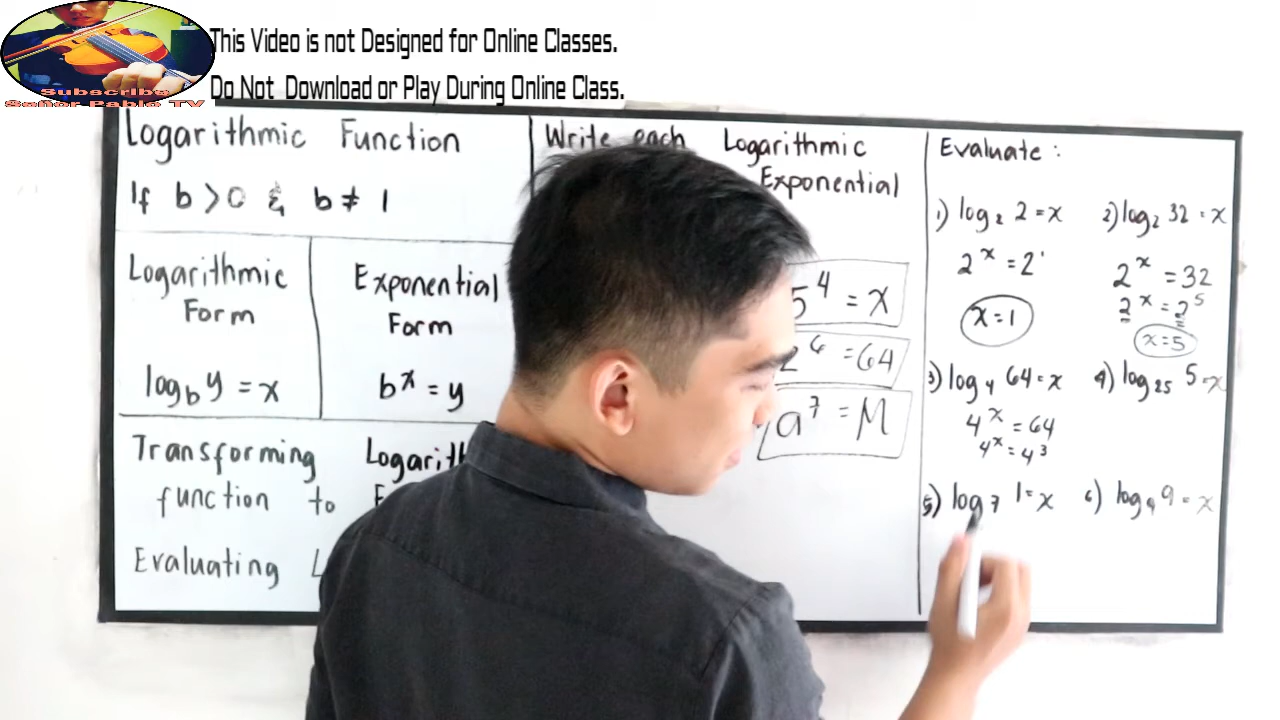 This Video is not Designed for Online Classes.
Do Not Download or Play During Online Class.
Subscribe
Señor Pablo TV
Logarithmic Function
If b > 0 & b ≠ 1
Logarithmic
Form
log_b y = x
Exponential
Form
b^x = y
Transforming
function to
Evaluating
Write each
Logarithmic
Exponential
5^4 = x
2^6 = 64
a^7 = M
Evaluate :
1) log_2 2 = x
2^x = 2^1
x = 1
2) log_2 32 = x
2^x = 32
2^x = 2^5
x = 5
3) log_4 64 = x
4^x = 64
4^x = 4^3
4) log_25 5 = x
5) log_7 1 = x
6) log_9 9 = x